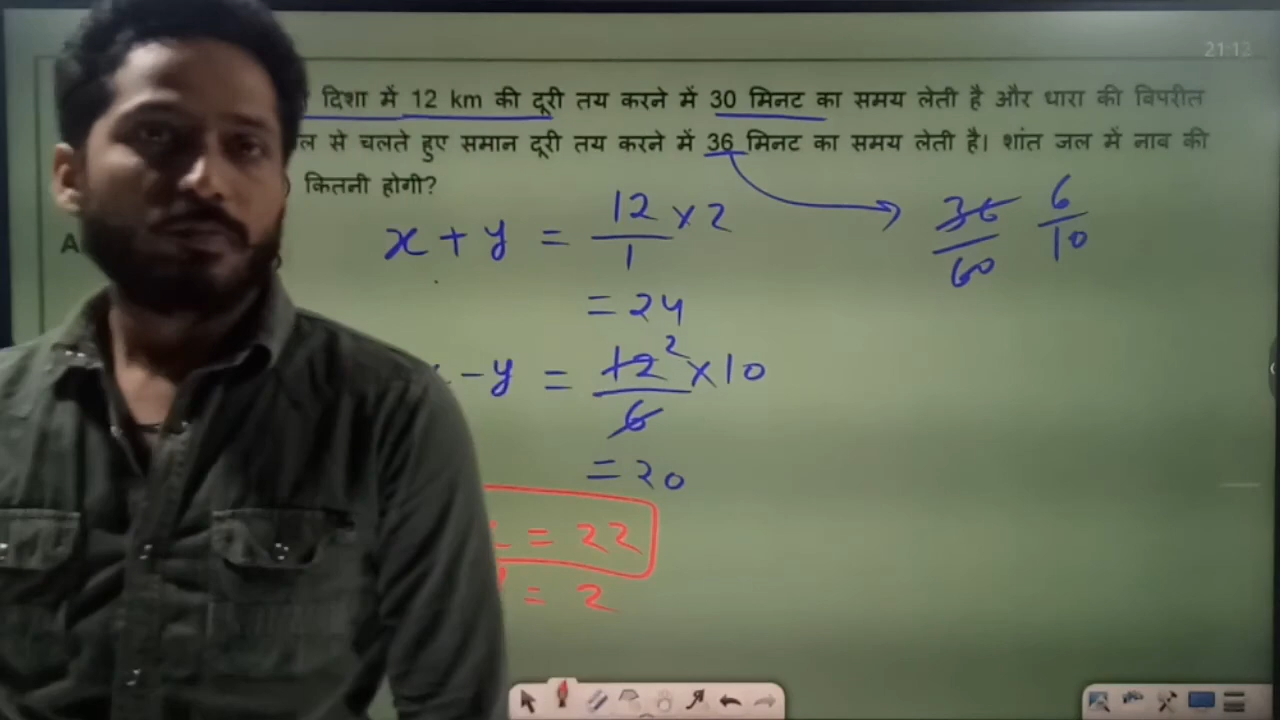 21:12
दिशा में 12 km की दूरी तय करने में 30 मिनट का समय लेती है और धारा की विपरीत
ल से चलते हुए समान दूरी तय करने में 36 मिनट का समय लेती है। शांत जल में नाव की
कितनी होगी?
A
x + y = 12/1 × 2
36/60 6/10
= 24
- y = 12/6 2 × 10
= 20
= 22
= 2